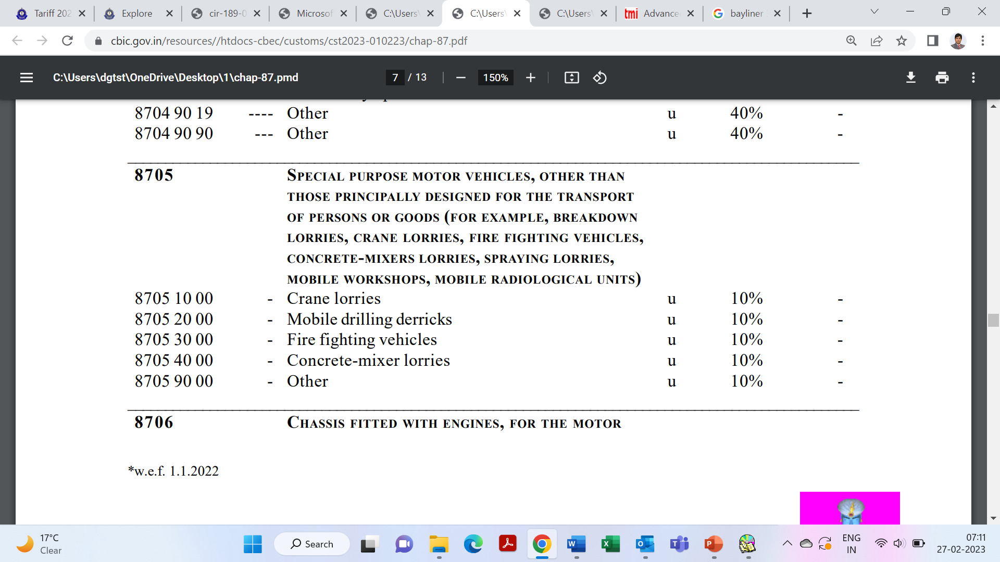 Tariff 202
Explore
cir-189-0
Microsof
C:\Users\
C:\Users\
C:\Users\
tmi Advance
bayliner
cbic.gov.in/resources//htdocs-cbec/customs/cst2023-010223/chap-87.pdf
C:\Users\dgtst\OneDrive\Desktop\1\chap-87.pmd
7 / 13
150%
8704 90 19 ---- Other u 40% -
8704 90 90 --- Other u 40% -
8705 SPECIAL PURPOSE MOTOR VEHICLES, OTHER THAN
THOSE PRINCIPALLY DESIGNED FOR THE TRANSPORT
OF PERSONS OR GOODS (FOR EXAMPLE, BREAKDOWN
LORRIES, CRANE LORRIES, FIRE FIGHTING VEHICLES,
CONCRETE-MIXERS LORRIES, SPRAYING LORRIES,
MOBILE WORKSHOPS, MOBILE RADIOLOGICAL UNITS)
8705 10 00 - Crane lorries u 10% -
8705 20 00 - Mobile drilling derricks u 10% -
8705 30 00 - Fire fighting vehicles u 10% -
8705 40 00 - Concrete-mixer lorries u 10% -
8705 90 00 - Other u 10% -
8706 CHASSIS FITTED WITH ENGINES, FOR THE MOTOR
*w.e.f. 1.1.2022
17°C
Clear
Search
ENG
IN
07:11
27-02-2023